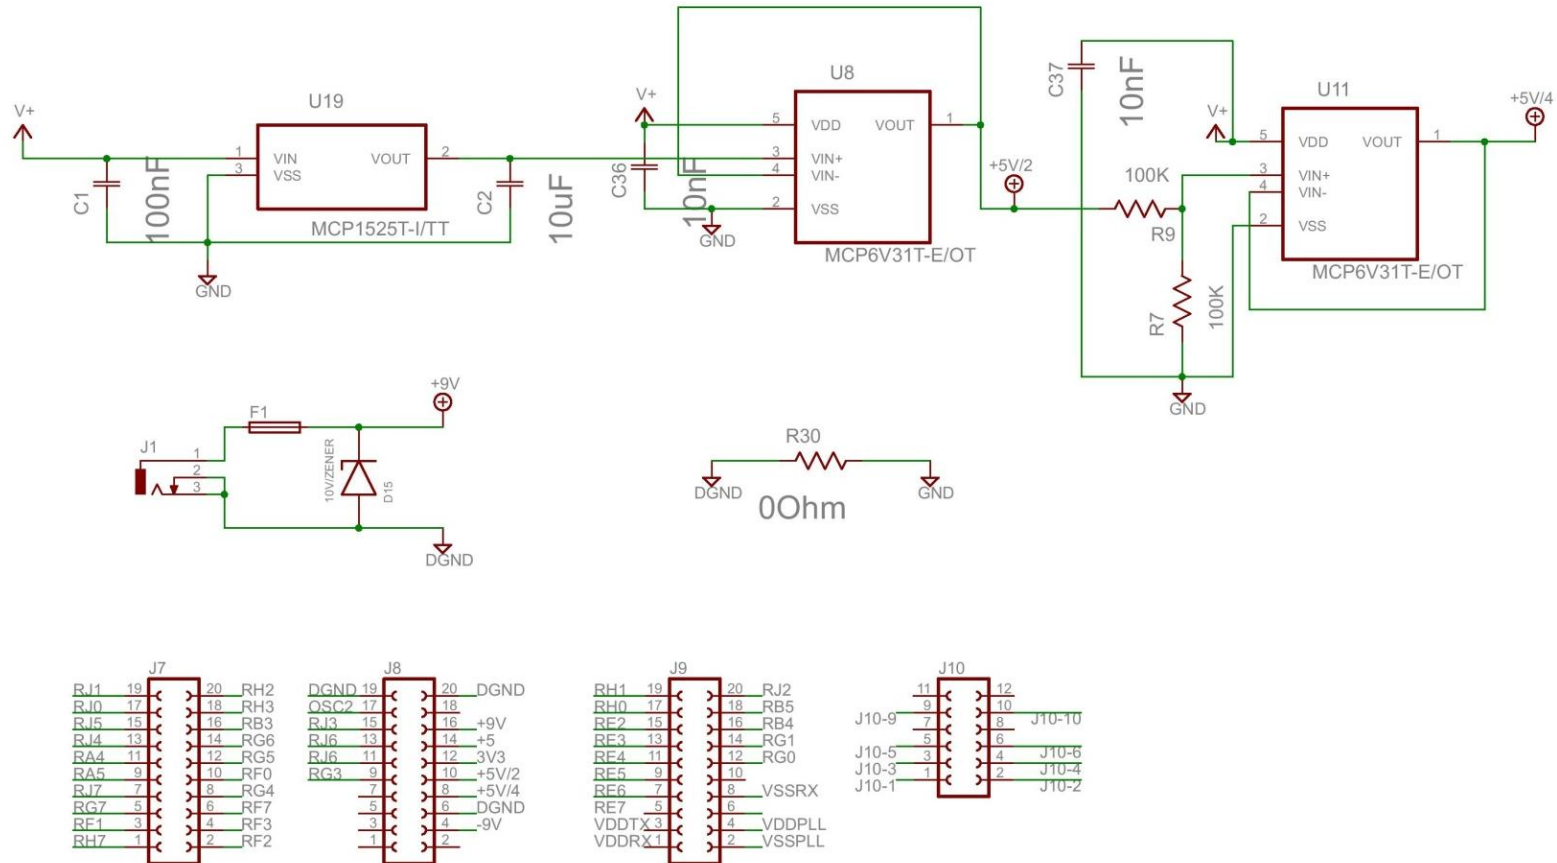 V+
U19
1 VIN VOUT 2
3 VSS
C1
100nF
MCP1525T-I/TT
C2
10uF
GND
V+
C36
10nF
GND
U8
5 VDD VOUT 1
3 VIN+
4 VIN-
2 VSS
MCP6V31T-E/OT
+5V/2
C37
10nF
V+
100K
R9
R7
100K
GND
U11
5 VDD VOUT 1
3 VIN+
4 VIN-
2 VSS
MCP6V31T-E/OT
+5V/4
J1
1
2
3
F1
+9V
10V/ZENER
D15
DGND
R30
DGND
GND
0Ohm
J7
RJ1 19 20 RH2
RJ0 17 18 RH3
RJ5 15 16 RB3
RJ4 13 14 RG6
RA4 11 12 RG5
RA5 9 10 RF0
RJ7 7 8 RG4
RG7 5 6 RF7
RF1 3 4 RF3
RH7 1 2 RF2
J8
DGND 19 20 DGND
OSC2 17 18
RJ3 15 16 +9V
RJ6 13 14 +5
RJ6 11 12 3V3
RG3 9 10 +5V/2
7 8 +5V/4
5 6 DGND
3 4 -9V
1 2
J9
RH1 19 20 RJ2
RH0 17 18 RB5
RE2 15 16 RB4
RE3 13 14 RG1
RE4 11 12 RG0
RE5 9 10
RE6 7 8 VSSRX
RE7 5 6
VDDTX 3 4 VDDPLL
VDDRX 1 2 VSSPLL
J10
11 12
J10-9 9 10 J10-10
7 8
J10-5 5 6 J10-6
J10-3 3 4 J10-4
J10-1 1 2 J10-2